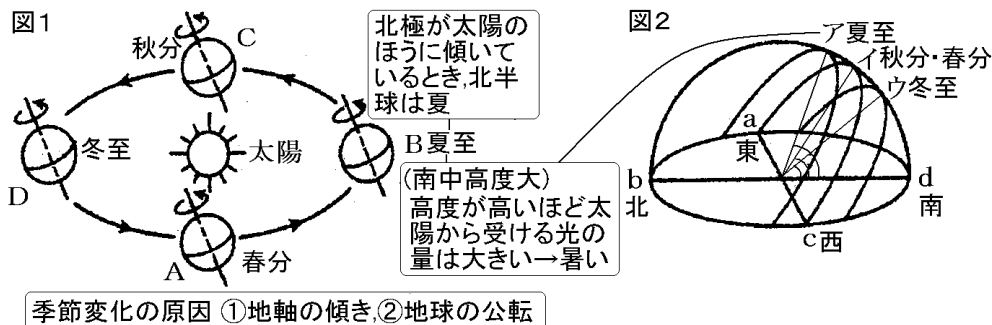 図1
秋分
C
北極が太陽の
ほうに傾いて
いるとき,北半
球は夏
冬至
D
太陽
B夏至
(南中高度大)
高度が高いほど太
陽から受ける光の
量は大きい→暑い
A
春分
季節変化の原因 ①地軸の傾き,②地球の公転
図2
ア夏至
イ秋分・春分
ウ冬至
a
東
b
北
d
南
c西